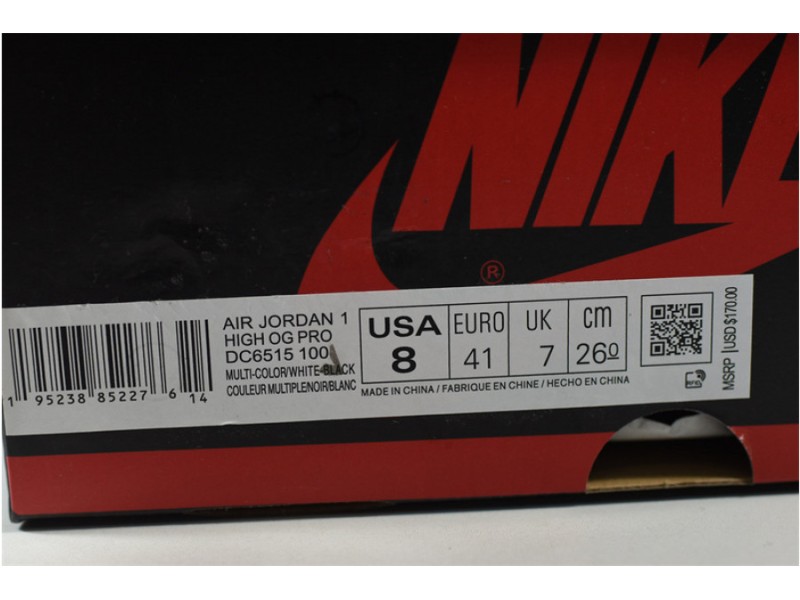 NIKE
®
AIR JORDAN 1
HIGH OG PRO
DC6515 100
MULTI-COLOR/WHITE-BLACK
COULEUR MULTIPLENOIR/BLANC
1 95238 85227 6 14
USA
8
EURO
41
UK
7
cm
26.0
MADE IN CHINA / FABRIQUE EN CHINE / HECHO EN CHINA
RFID
MSRP | USD $170.00